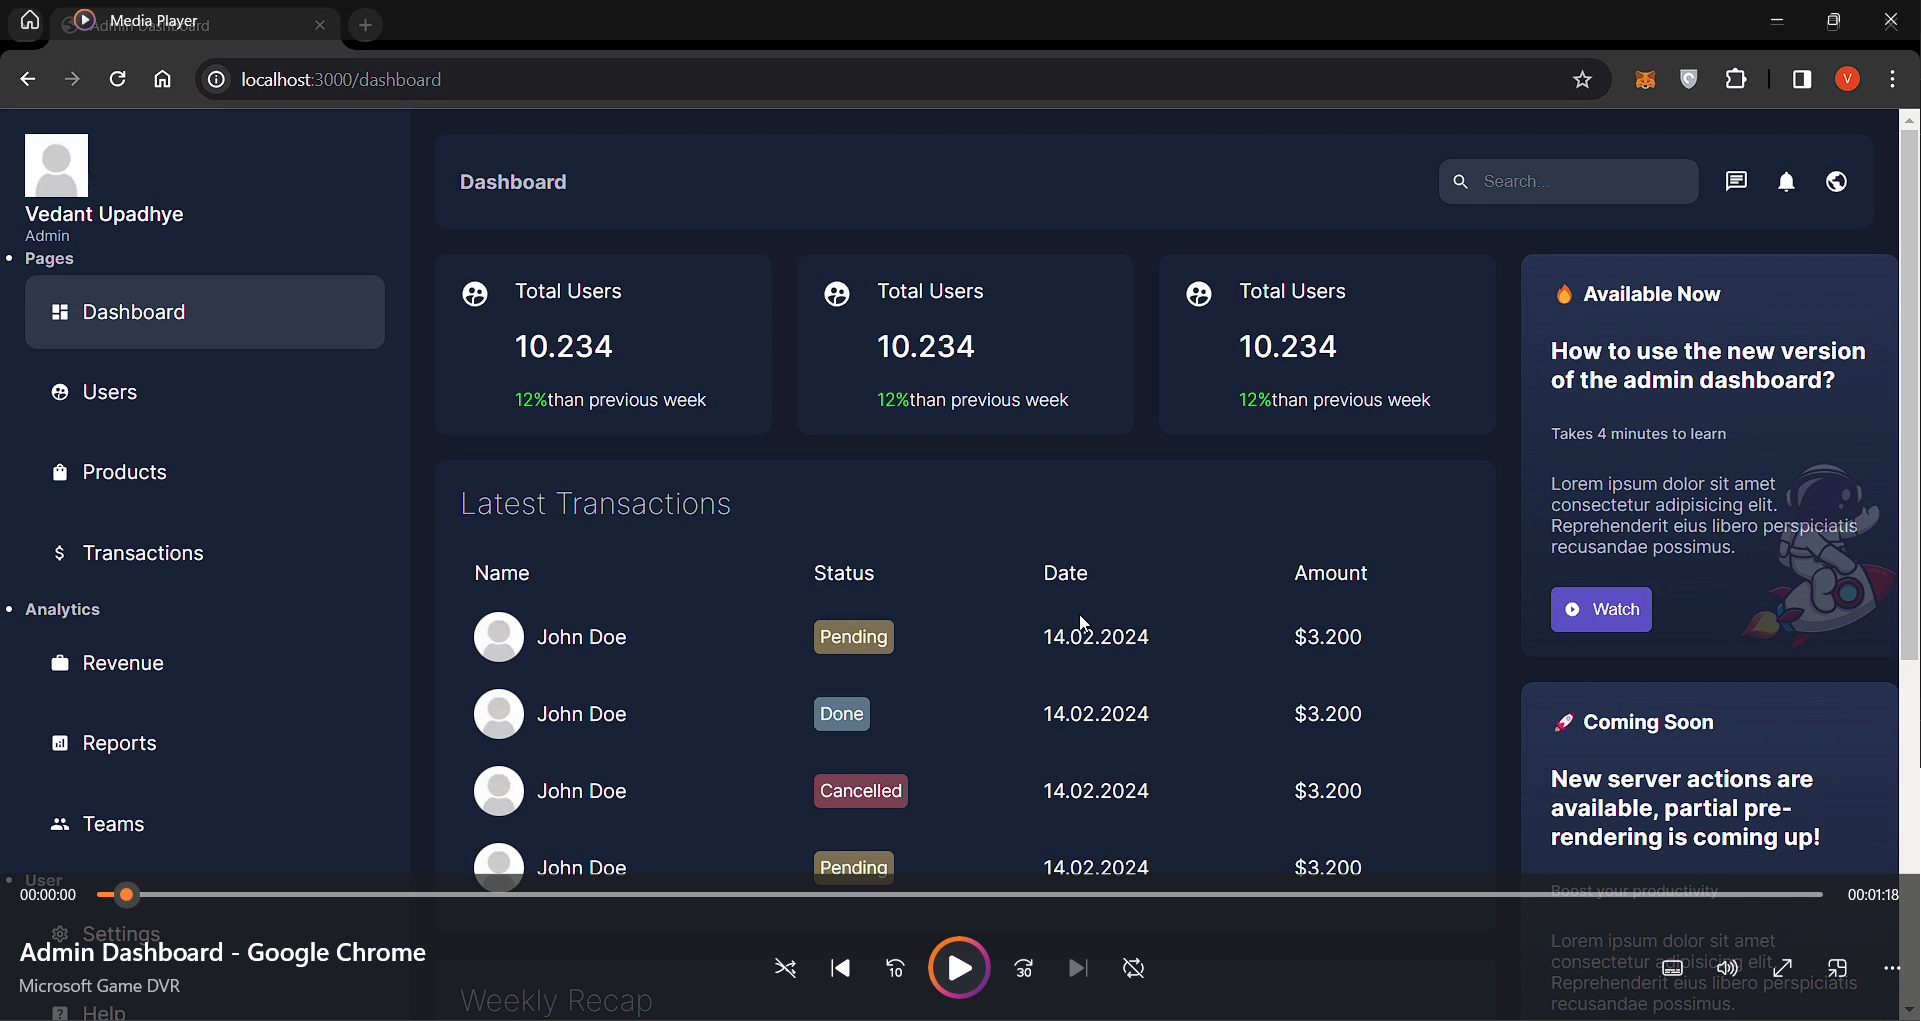 Media Player
Admin Dashboard
localhost:3000/dashboard
V
Vedant Upadhye
Admin
Pages
Dashboard
Users
Products
Transactions
Analytics
Revenue
Reports
Teams
User
Settings
Help
Dashboard
Search...
Total Users
10.234
12%than previous week
Total Users
10.234
12%than previous week
Total Users
10.234
12%than previous week
Latest Transactions
Name Status Date Amount
John Doe Pending 14.02.2024 $3.200
John Doe Done 14.02.2024 $3.200
John Doe Cancelled 14.02.2024 $3.200
John Doe Pending 14.02.2024 $3.200
Weekly Recap
🔥 Available Now
How to use the new version
of the admin dashboard?
Takes 4 minutes to learn
Lorem ipsum dolor sit amet
consectetur adipisicing elit.
Reprehenderit eius libero perspiciatis
recusandae possimus.
Watch
🚀 Coming Soon
New server actions are
available, partial pre-
rendering is coming up!
Boost your productivity
Lorem ipsum dolor sit amet
consectetur adipisicing elit.
Reprehenderit eius libero perspiciatis
recusandae possimus.
00:00:00
00:01:18
Admin Dashboard - Google Chrome
Microsoft Game DVR
10
30